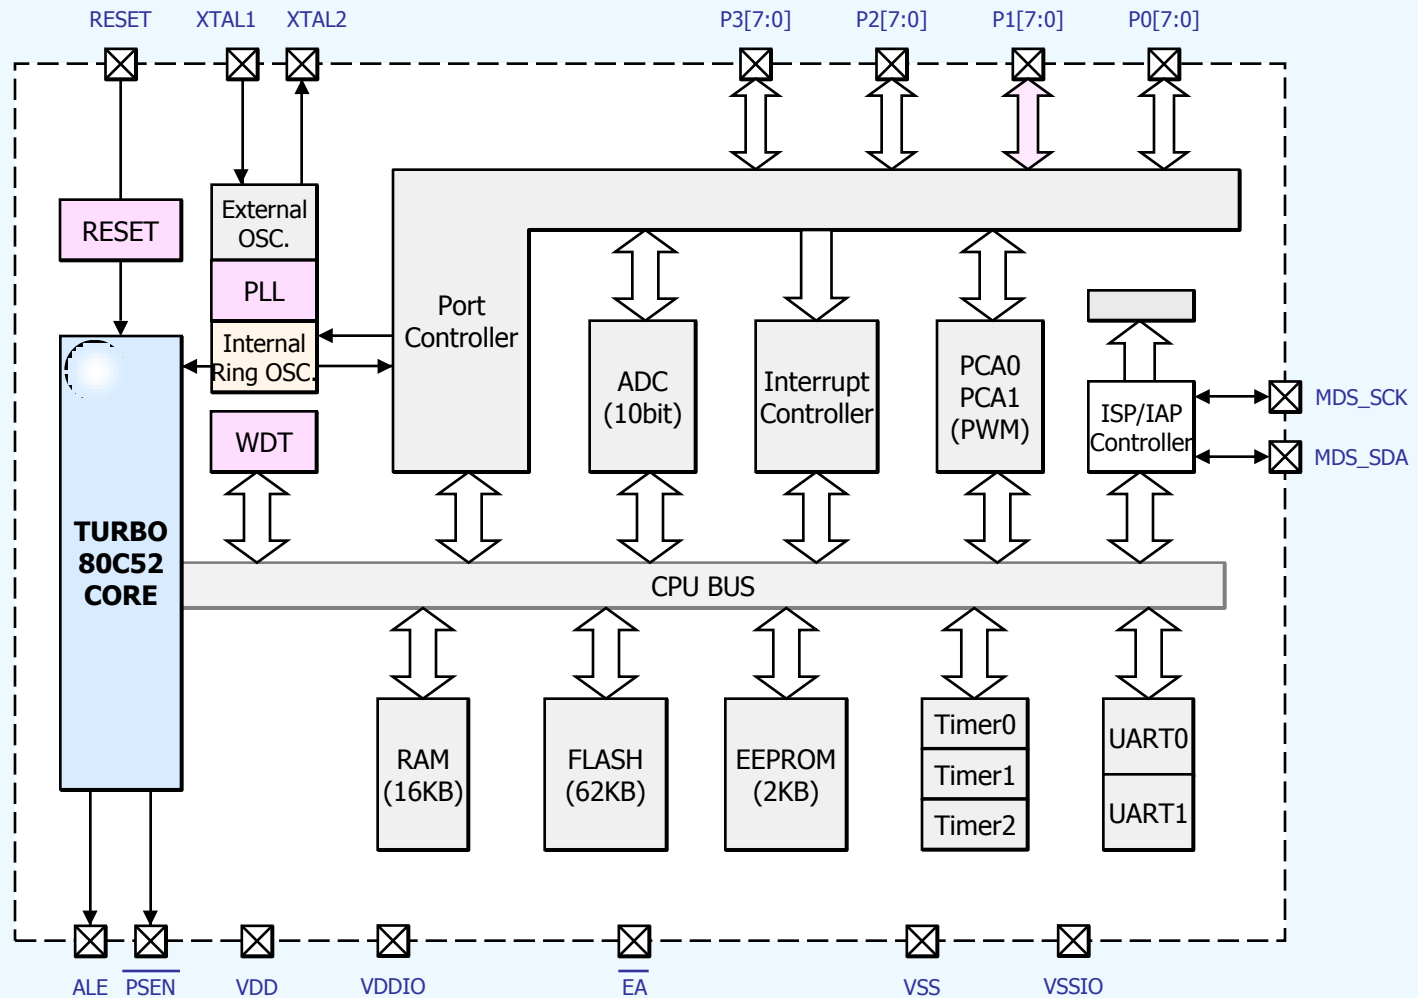 RESET XTAL1 XTAL2 P3[7:0] P2[7:0] P1[7:0] P0[7:0]
RESET
External
OSC.
PLL
Internal
Ring OSC.
WDT
Port
Controller
ADC
(10bit)
Interrupt
Controller
PCA0
PCA1
(PWM)
ISP/IAP
Controller
MDS_SCK
MDS_SDA
TURBO
80C52
CORE
CPU BUS
RAM
(16KB)
FLASH
(62KB)
EEPROM
(2KB)
Timer0
Timer1
Timer2
UART0
UART1
ALE PSEN VDD VDDIO EA VSS VSSIO